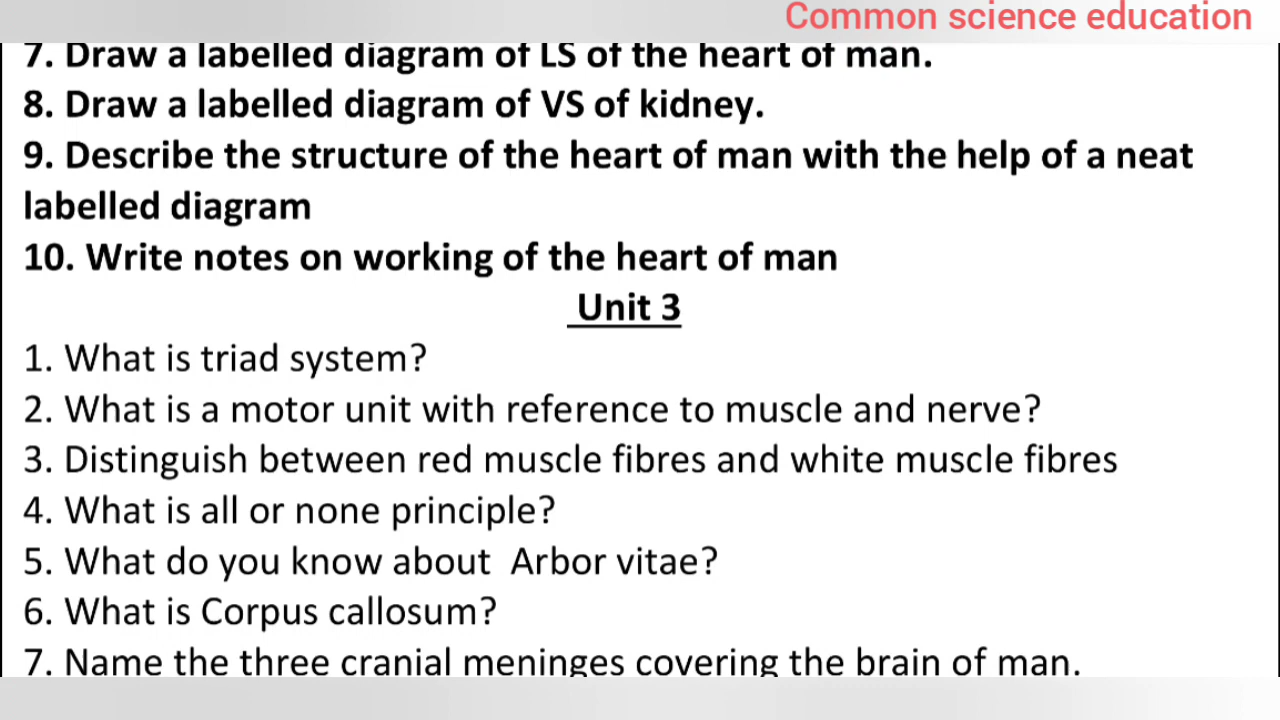 Common science education
7. Draw a labelled diagram of LS of the heart of man.
8. Draw a labelled diagram of VS of kidney.
9. Describe the structure of the heart of man with the help of a neat
labelled diagram
10. Write notes on working of the heart of man
Unit 3
1. What is triad system?
2. What is a motor unit with reference to muscle and nerve?
3. Distinguish between red muscle fibres and white muscle fibres
4. What is all or none principle?
5. What do you know about  Arbor vitae?
6. What is Corpus callosum?
7. Name the three cranial meninges covering the brain of man.